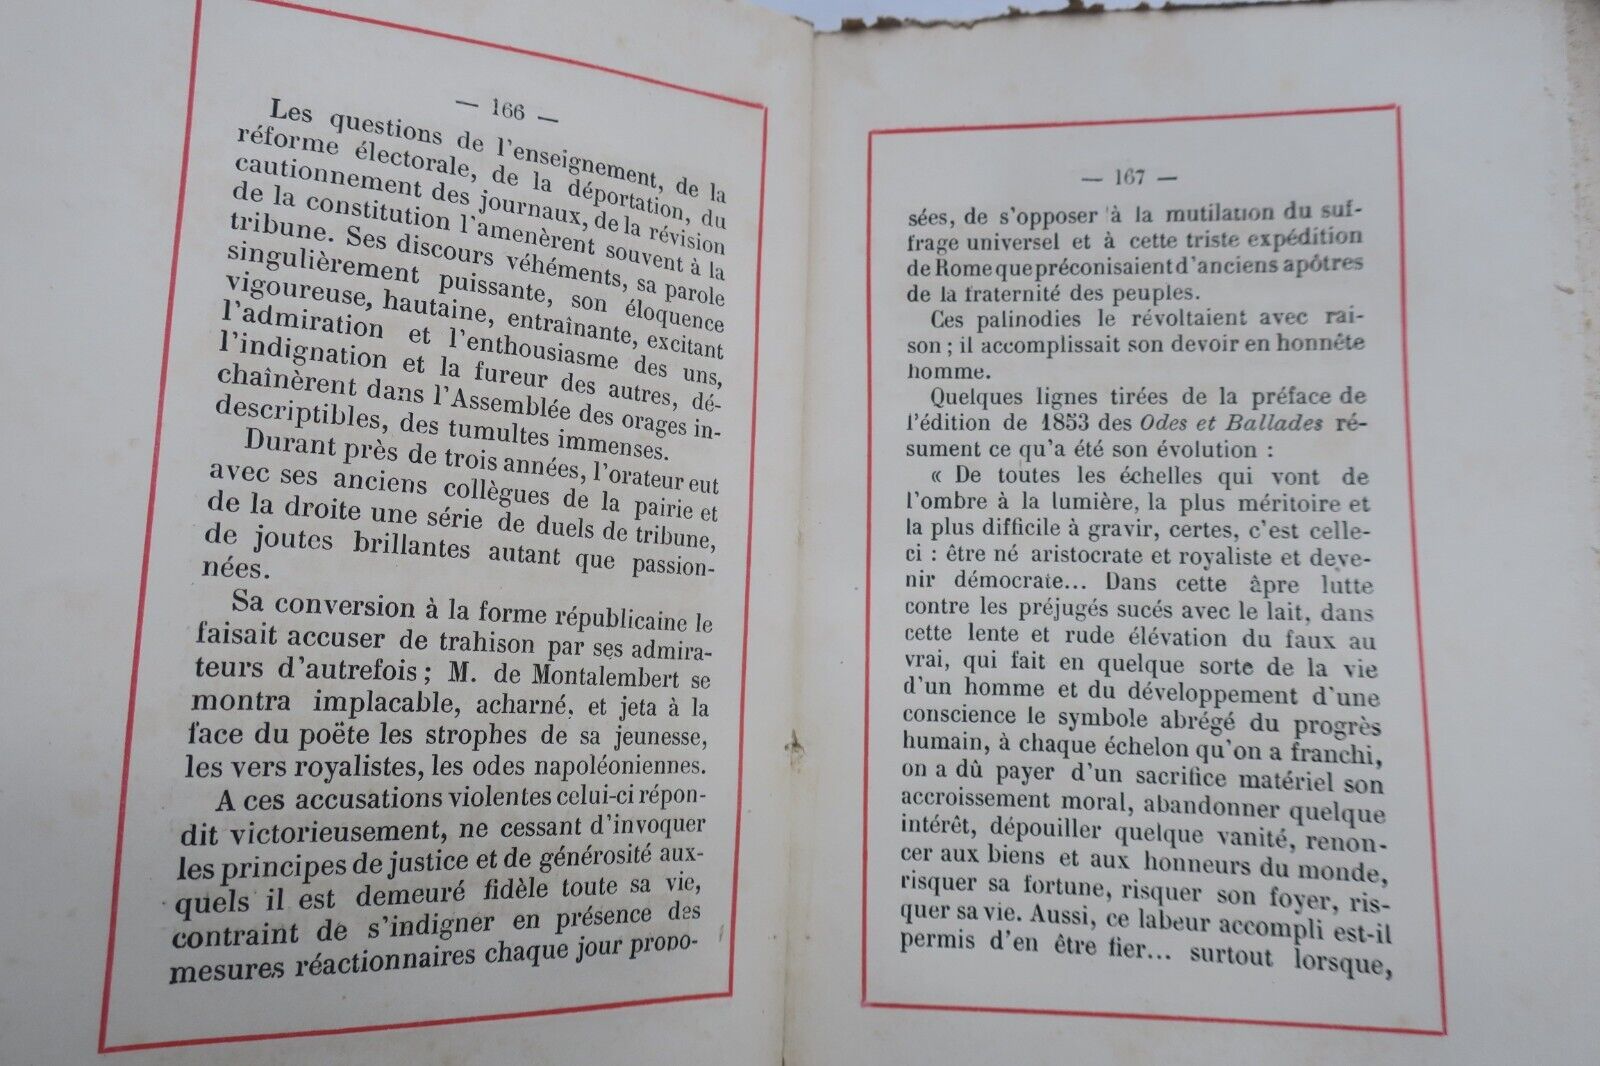 — 166 —
Les questions de l'enseignement, de la
réforme électorale, de la déportation, du
cautionnement des journaux, de la révision
de la constitution l'amenèrent souvent à la
tribune. Ses discours véhéments, sa parole
singulièrement puissante, son éloquence
vigoureuse, hautaine, entraînante, excitant
l'admiration et l'enthousiasme des uns,
l'indignation et la fureur des autres, dé-
chaînèrent dans l'Assemblée des orages in-
descriptibles, des tumultes immenses.
Durant près de trois années, l'orateur eut
avec ses anciens collègues de la pairie et
de la droite une série de duels de tribune,
de joutes brillantes autant que passion-
nées.
Sa conversion à la forme républicaine le
faisait accuser de trahison par ses admira-
teurs d'autrefois; M. de Montalembert se
montra implacable, acharné, et jeta à la
face du poëte les strophes de sa jeunesse,
les vers royalistes, les odes napoléoniennes.
A ces accusations violentes celui-ci répon-
dit victorieusement, ne cessant d'invoquer
les principes de justice et de générosité aux-
quels il est demeuré fidèle toute sa vie,
contraint de s'indigner en présence des
mesures réactionnaires chaque jour propo-
— 167 —
sées, de s'opposer à la mutilation du suf-
frage universel et à cette triste expédition
de Rome que préconisaient d'anciens apôtres
de la fraternité des peuples.
Ces palinodies le révoltaient avec rai-
son; il accomplissait son devoir en honnête
homme.
Quelques lignes tirées de la préface de
l'édition de 1853 des Odes et Ballades ré-
sument ce qu'a été son évolution :
« De toutes les échelles qui vont de
l'ombre à la lumière, la plus méritoire et
la plus difficile à gravir, certes, c'est celle-
ci : être né aristocrate et royaliste et deve-
nir démocrate... Dans cette âpre lutte
contre les préjugés sucés avec le lait, dans
cette lente et rude élévation du faux au
vrai, qui fait en quelque sorte de la vie
d'un homme et du développement d'une
conscience le symbole abrégé du progrès
humain, à chaque échelon qu'on a franchi,
on a dû payer d'un sacrifice matériel son
accroissement moral, abandonner quelque
intérêt, dépouiller quelque vanité, renon-
cer aux biens et aux honneurs du monde,
risquer sa fortune, risquer son foyer, ris-
quer sa vie. Aussi, ce labeur accompli est-il
permis d'en être fier... surtout lorsque,